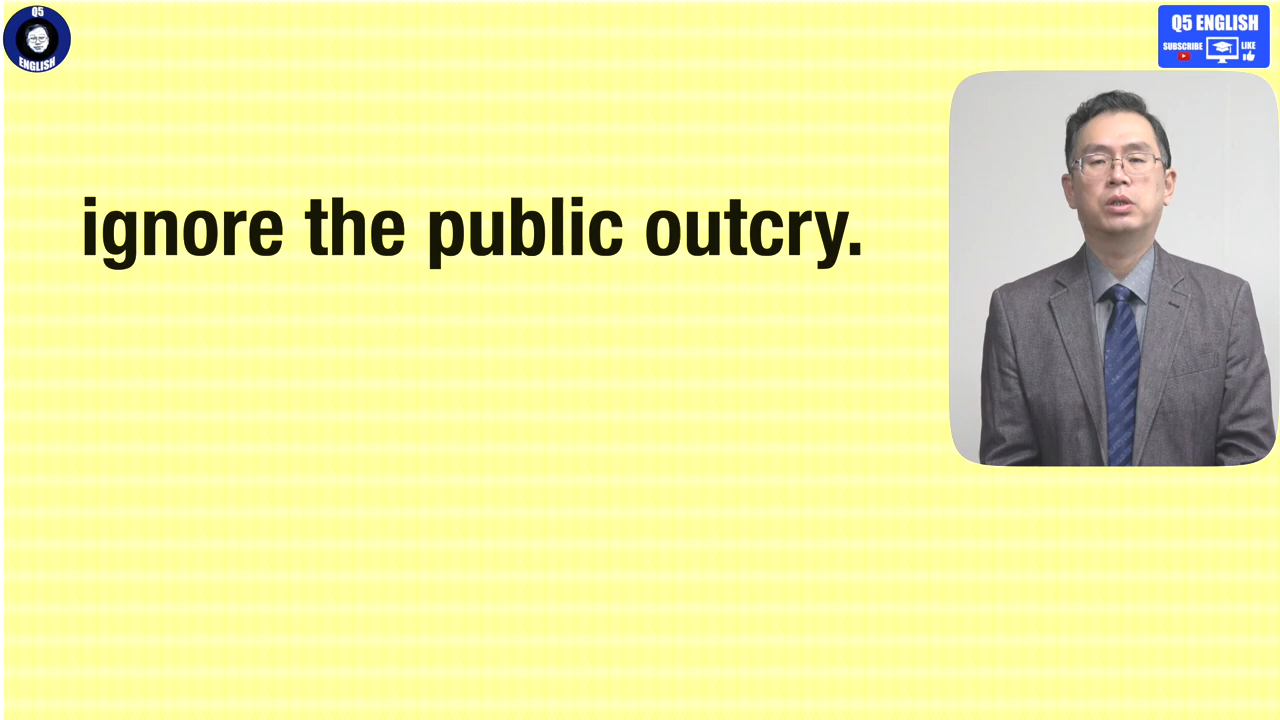 Q5
ENGLISH
Q5 ENGLISH
SUBSCRIBE
LIKE
ignore the public outcry.